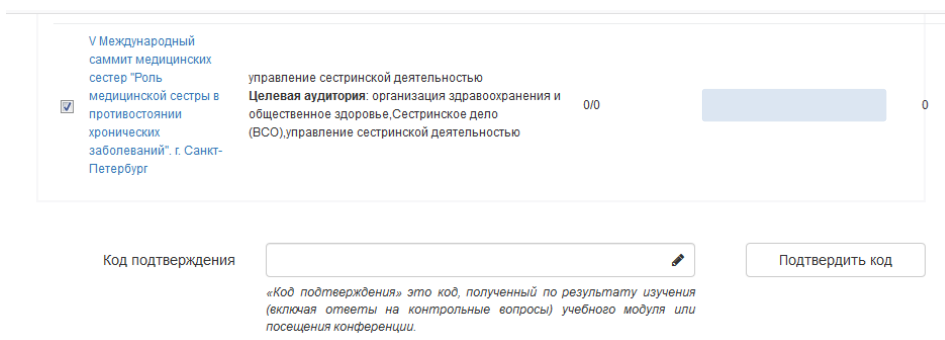 V Международный
саммит медицинских
сестер "Роль
медицинской сестры в
противостоянии
хронических
заболеваний". г. Санкт-
Петербург
управление сестринской деятельностью
Целевая аудитория: организация здравоохранения и
общественное здоровье,Сестринское дело
(ВСО),управление сестринской деятельностью
0/0
0
Код подтверждения
Подтвердить код
«Код подтверждения» это код, полученный по результату изучения
(включая ответы на контрольные вопросы) учебного модуля или
посещения конференции.